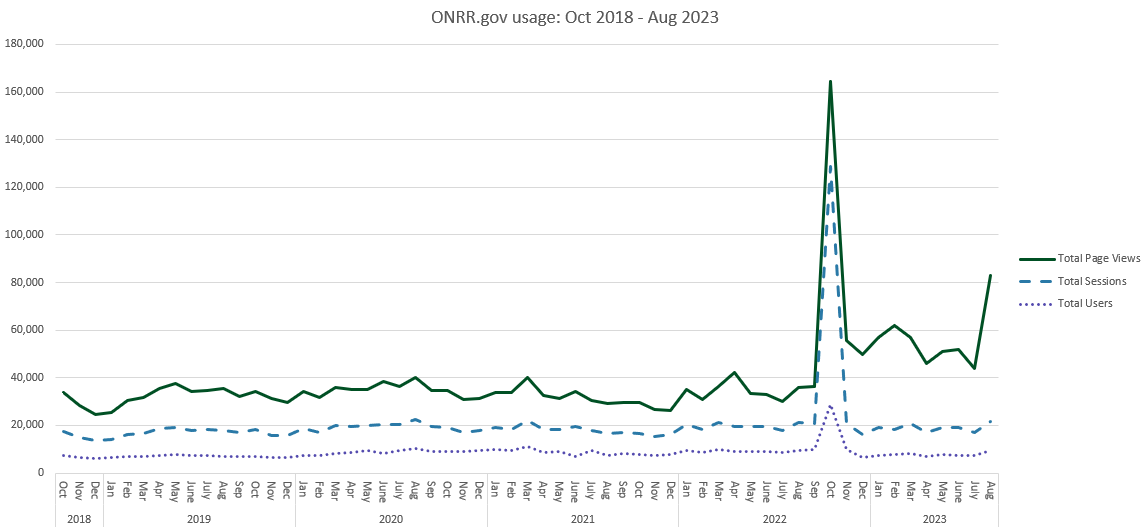 ONRR.gov usage: Oct 2018 - Aug 2023
180,000
160,000
140,000
120,000
100,000
80,000
60,000
40,000
20,000
0
Total Page Views
Total Sessions
Total Users
Oct Nov Dec Jan Feb Mar Apr May June July Aug Sep Oct Nov Dec Jan Feb Mar Apr May Jun July Aug Sep Oct Nov Dec Jan Feb Mar Apr May Jun July Aug Sep Oct Nov Dec Jan Feb Mar Apr May Jun July Aug Sep Oct Nov Dec Jan Feb Mar Apr May June July Aug
2018 2019 2020 2021 2022 2023